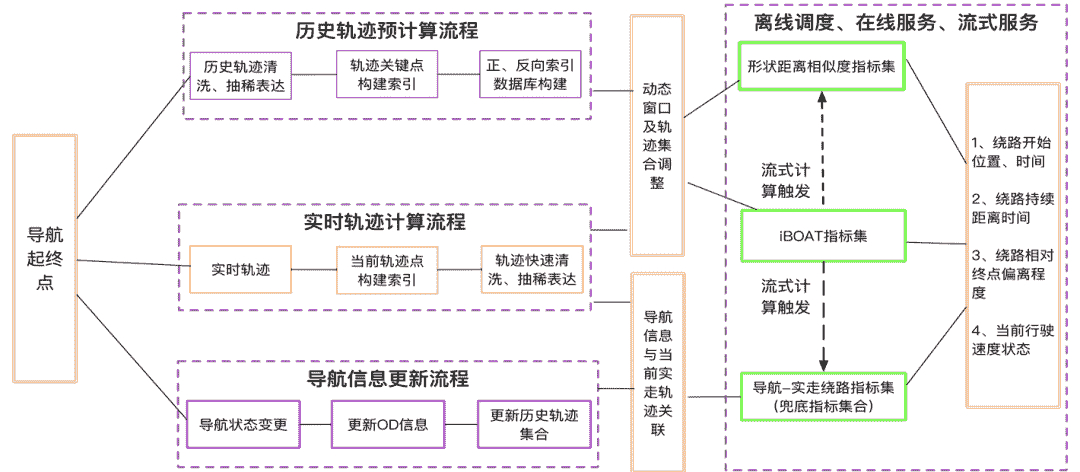 导航
起终
点
历史轨迹预计算流程
历史轨迹清
洗、抽稀表达
轨迹关键点
构建索引
正、反向索引
数据库构建
实时轨迹计算流程
实时轨迹
当前轨迹点
构建索引
轨迹快速清
洗、抽稀表达
导航信息更新流程
导航状态变更
更新OD信息
更新历史轨迹
集合
动态
窗口
及轨
迹集
合调
整
导航
信息
与当
前实
走轨
迹关
联
离线调度、在线服务、流式服务
形状距离相似度指标集
流式计
算触发
iBOAT指标集
流式计
算触发
导航-实走绕路指标集
(兜底指标集合)
1、绕路开始
位置、时间
2、绕路持续
距离时间
3、绕路相对
终点偏离程
度
4、当前行驶
速度状态